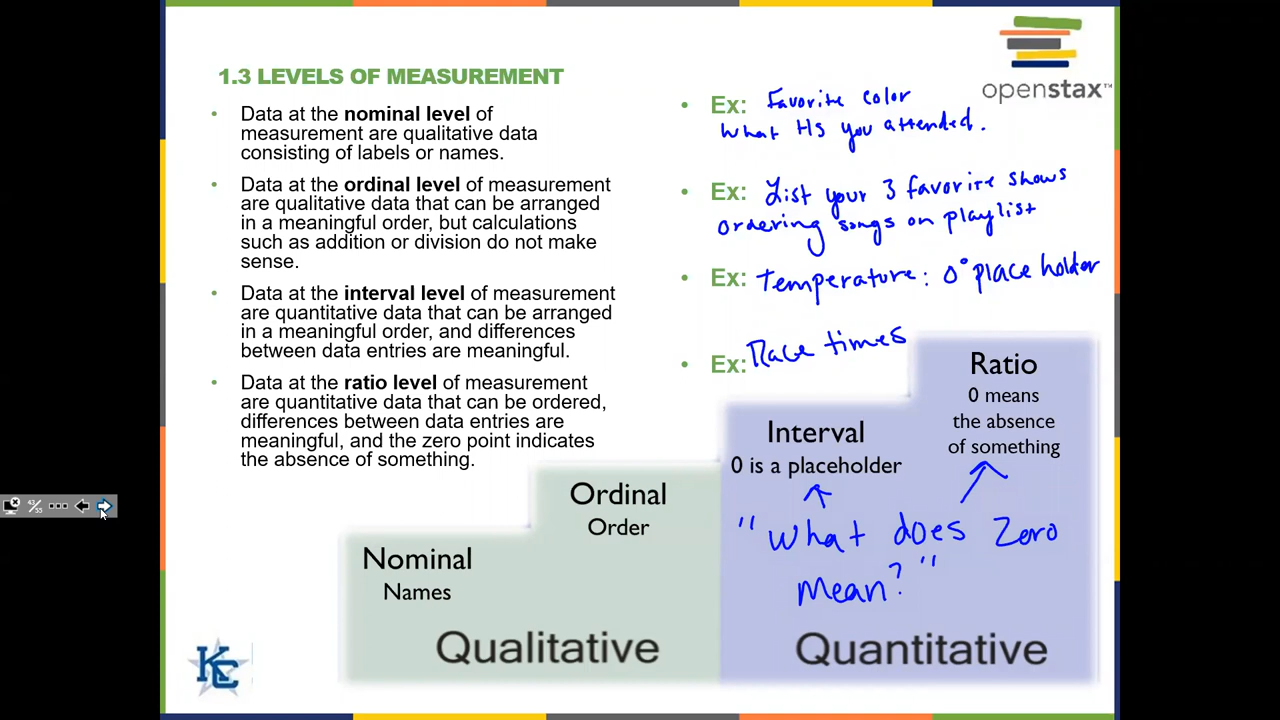 openstax™
1.3 LEVELS OF MEASUREMENT
• Data at the nominal level of
measurement are qualitative data
consisting of labels or names.
• Data at the ordinal level of measurement
are qualitative data that can be arranged
in a meaningful order, but calculations
such as addition or division do not make
sense.
• Data at the interval level of measurement
are quantitative data that can be arranged
in a meaningful order, and differences
between data entries are meaningful.
• Data at the ratio level of measurement
are quantitative data that can be ordered,
differences between data entries are
meaningful, and the zero point indicates
the absence of something.
• Ex: Favorite color
What HS you attended.
• Ex: List your 3 favorite shows
ordering songs on playlist
• Ex: Temperature: 0° place holder
• Ex: Race times
Ratio
0 means
the absence
of something
Interval
0 is a placeholder
Ordinal
Order
Nominal
Names
"What does Zero
Mean?"
Qualitative
Quantitative
KC
43/55